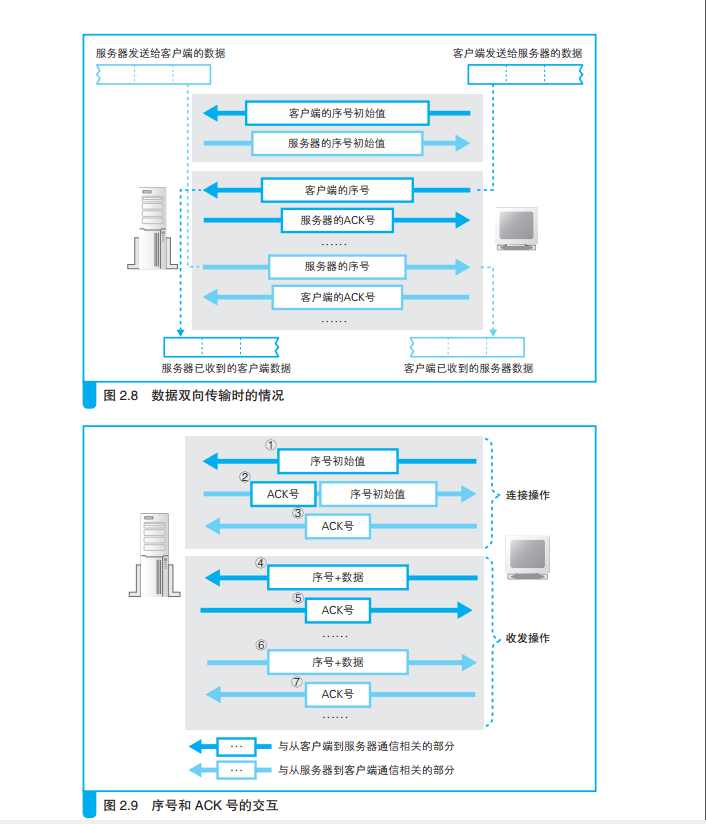 服务器发送给客户端的数据
客户端发送给服务器的数据
客户端的序号初始值
服务器的序号初始值
客户端的序号
服务器的ACK号
······
服务器的序号
客户端的ACK号
······
服务器已收到的客户端数据
客户端已收到的服务器数据
图 2.8 数据双向传输时的情况
① 序号初始值
② ACK号 序号初始值
连接操作
③ ACK号
④ 序号+数据
⑤ ACK号
······
收发操作
⑥ 序号+数据
⑦ ACK号
······
··· 与从客户端到服务器通信相关的部分
··· 与从服务器到客户端通信相关的部分
图 2.9 序号和 ACK 号的交互